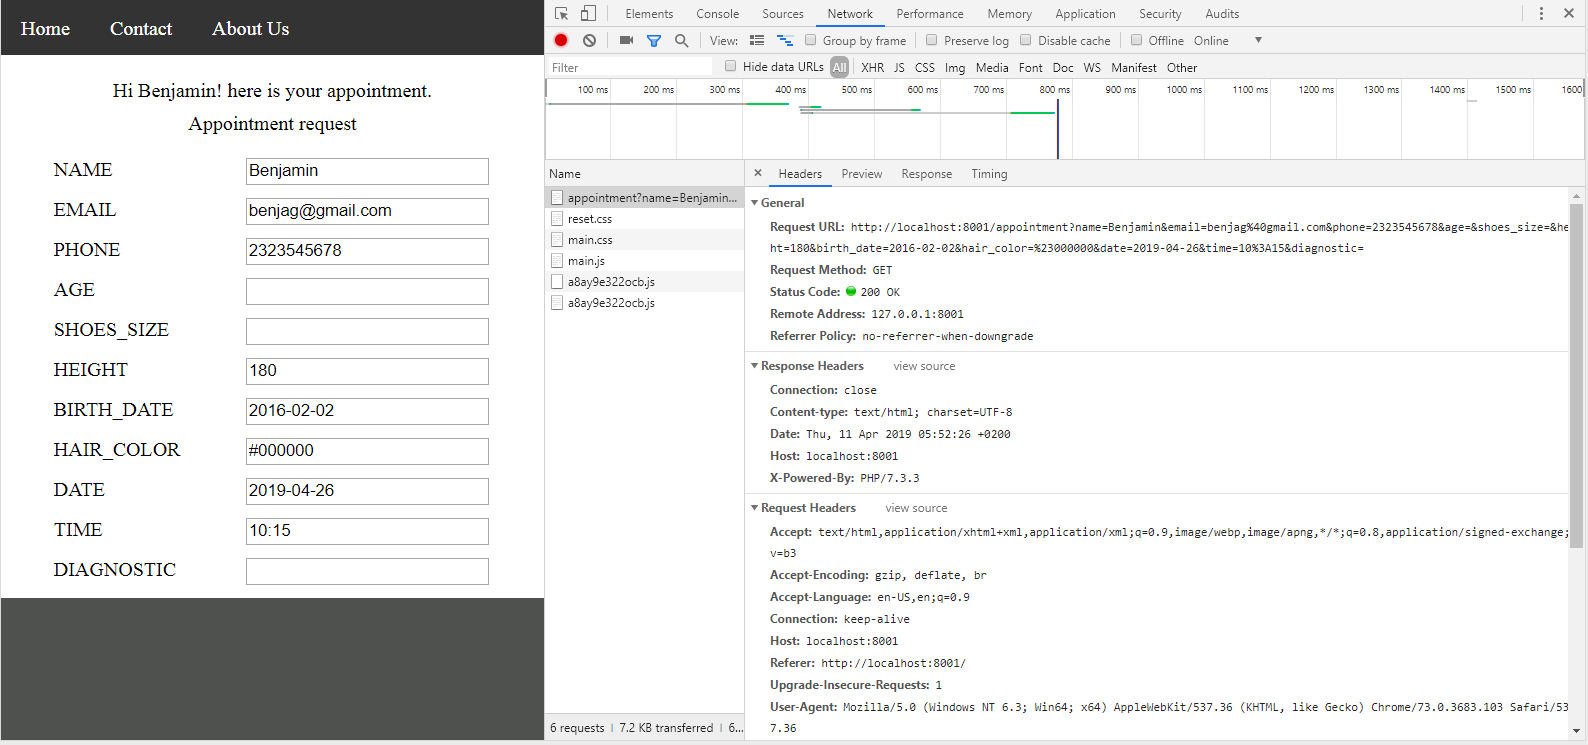 Home Contact About Us
Hi Benjamin! here is your appointment.
Appointment request
NAME Benjamin
EMAIL benjag@gmail.com
PHONE 2323545678
AGE
SHOES_SIZE
HEIGHT 180
BIRTH_DATE 2016-02-02
HAIR_COLOR #000000
DATE 2019-04-26
TIME 10:15
DIAGNOSTIC
Elements Console Sources Network Performance Memory Application Security Audits
View: Group by frame Preserve log Disable cache Offline Online
Filter Hide data URLs All XHR JS CSS Img Media Font Doc WS Manifest Other
100 ms 200 ms 300 ms 400 ms 500 ms 600 ms 700 ms 800 ms 900 ms 1000 ms 1100 ms 1200 ms 1300 ms 1400 ms 1500 ms 1600
Name
appointment?name=Benjamin...
reset.css
main.css
main.js
a8ay9e322ocb.js
a8ay9e322ocb.js
6 requests 7.2 KB transferred 6...
Headers Preview Response Timing
General
Request URL: http://localhost:8001/appointment?name=Benjamin&email=benjag%40gmail.com&phone=2323545678&age=&shoes_size=&he
ht=180&birth_date=2016-02-02&hair_color=%23000000&date=2019-04-26&time=10%3A15&diagnostic=
Request Method: GET
Status Code: 200 OK
Remote Address: 127.0.0.1:8001
Referrer Policy: no-referrer-when-downgrade
Response Headers view source
Connection: close
Content-type: text/html; charset=UTF-8
Date: Thu, 11 Apr 2019 05:52:26 +0200
Host: localhost:8001
X-Powered-By: PHP/7.3.3
Request Headers view source
Accept: text/html,application/xhtml+xml,application/xml;q=0.9,image/webp,image/apng,*/*;q=0.8,application/signed-exchange;
v=b3
Accept-Encoding: gzip, deflate, br
Accept-Language: en-US,en;q=0.9
Connection: keep-alive
Host: localhost:8001
Referer: http://localhost:8001/
Upgrade-Insecure-Requests: 1
User-Agent: Mozilla/5.0 (Windows NT 6.3; Win64; x64) AppleWebKit/537.36 (KHTML, like Gecko) Chrome/73.0.3683.103 Safari/53
7.36